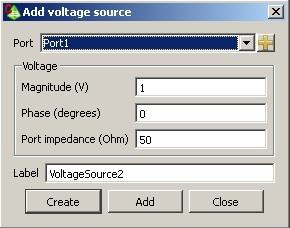 Add voltage source
Port Port1
Voltage
Magnitude (V) 1
Phase (degrees) 0
Port impedance (Ohm) 50
Label VoltageSource2
Create Add Close